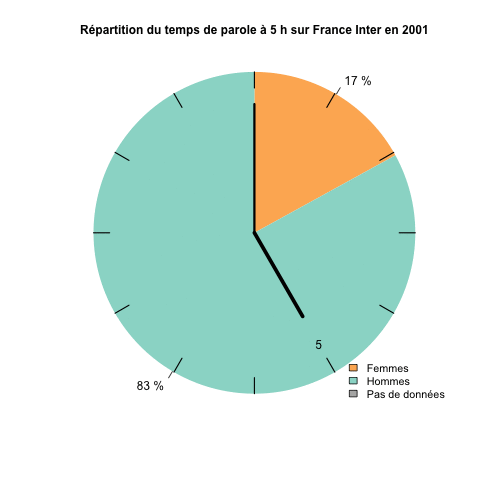 Répartition du temps de parole à 5 h sur France Inter en 2001
17 %
5
83 %
Femmes
Hommes
Pas de données